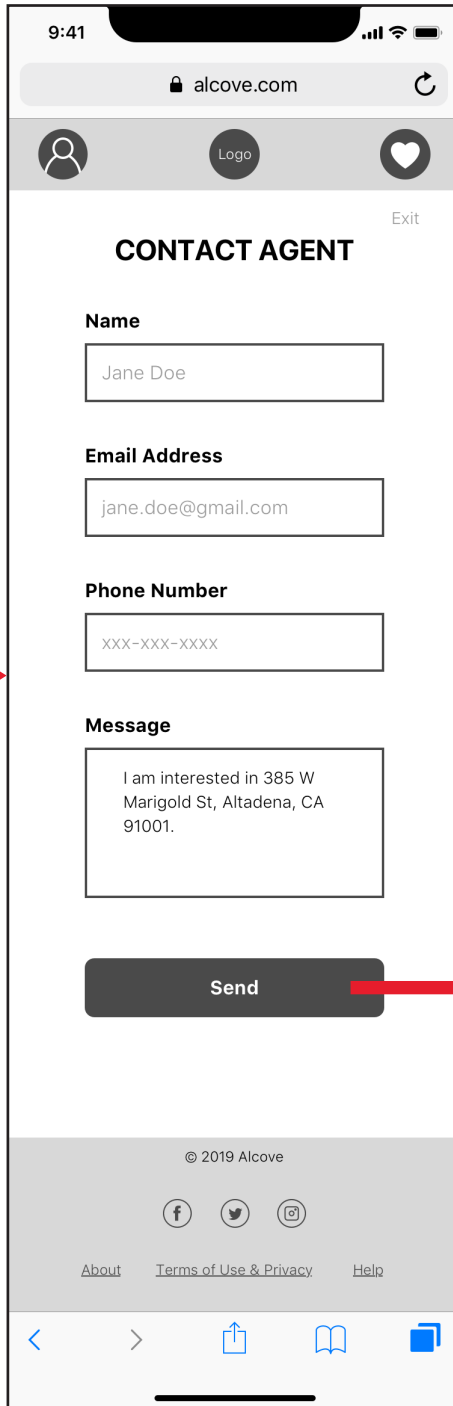 9:41
alcove.com
Logo
Exit
CONTACT AGENT
Name
Jane Doe
Email Address
jane.doe@gmail.com
Phone Number
xxx-xxx-xxxx
Message
I am interested in 385 W
Marigold St, Altadena, CA
91001.
Send
© 2019 Alcove
About Terms of Use & Privacy Help